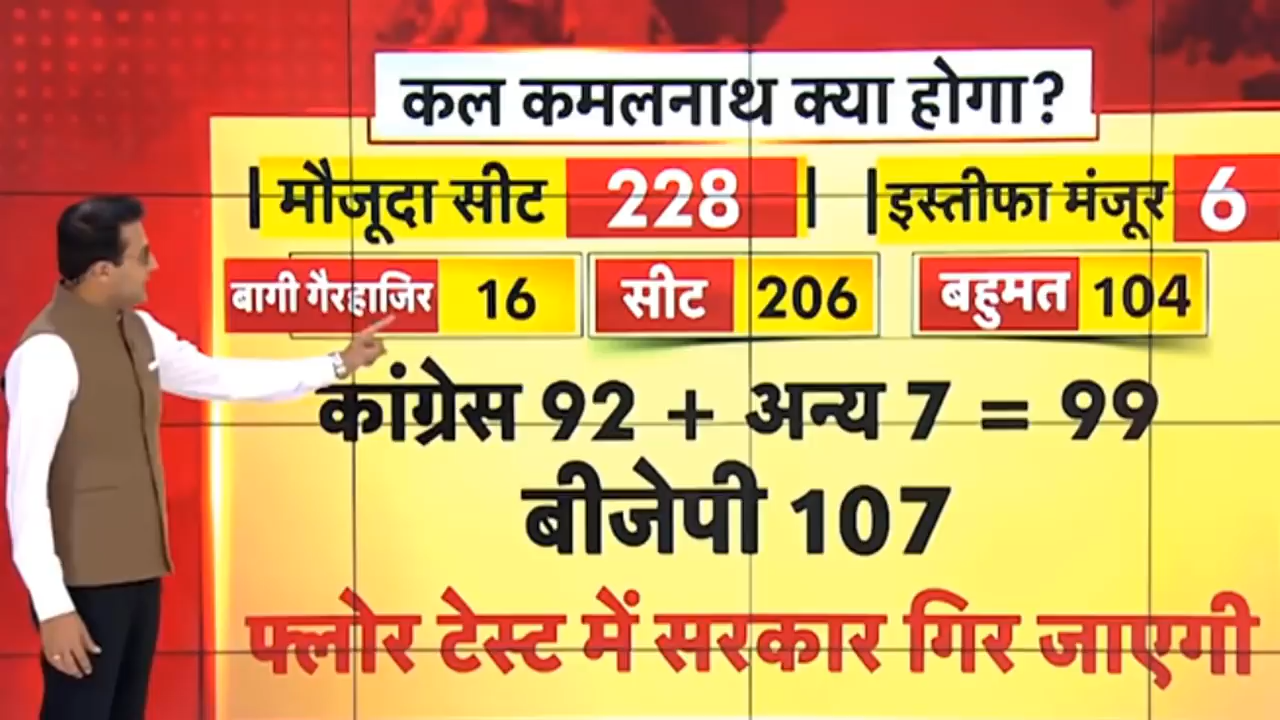 कल कमलनाथ क्या होगा?
| मौजूदा सीट 228 | | इस्तीफा मंजूर 6
बागी गैरहाजिर 16 सीट 206 बहुमत 104
कांग्रेस 92 + अन्य 7 = 99
बीजेपी 107
फ्लोर टेस्ट में सरकार गिर जाएगी